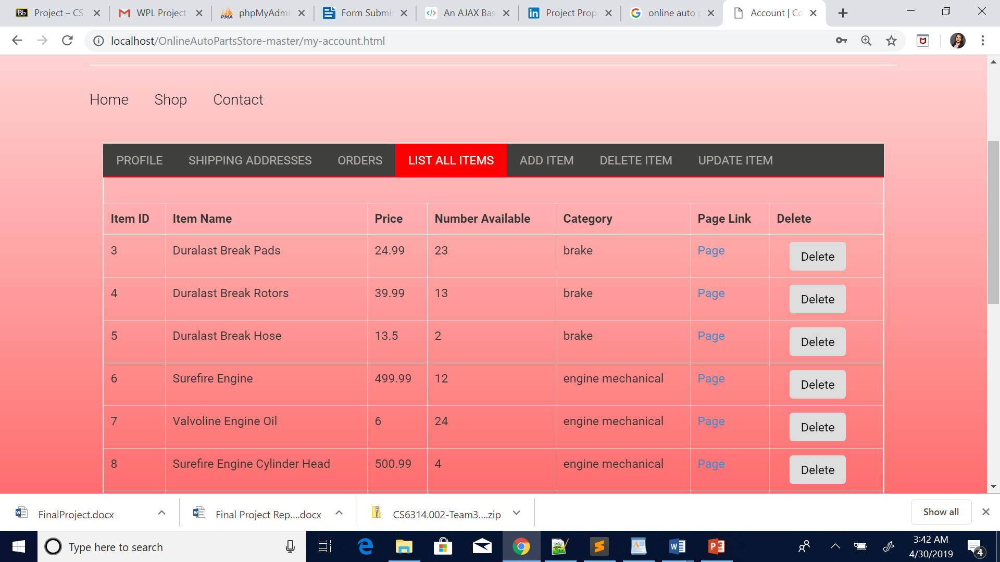 Bb Project – CS
WPL Project
PMA phpMyAdmi
Form Submis
An AJAX Bas
in Project Prop
G online auto p
Account | Co
localhost/OnlineAutoPartsStore-master/my-account.html
Home Shop Contact
PROFILE SHIPPING ADDRESSES ORDERS LIST ALL ITEMS ADD ITEM DELETE ITEM UPDATE ITEM
Item ID Item Name Price Number Available Category Page Link Delete
3 Duralast Break Pads 24.99 23 brake Page Delete
4 Duralast Break Rotors 39.99 13 brake Page Delete
5 Duralast Break Hose 13.5 2 brake Page Delete
6 Surefire Engine 499.99 12 engine mechanical Page Delete
7 Valvoline Engine Oil 6 24 engine mechanical Page Delete
8 Surefire Engine Cylinder Head 500.99 4 engine mechanical Page Delete
FinalProject.docx Final Project Rep....docx CS6314.002-Team3....zip Show all
Type here to search
3:42 AM
4/30/2019
4